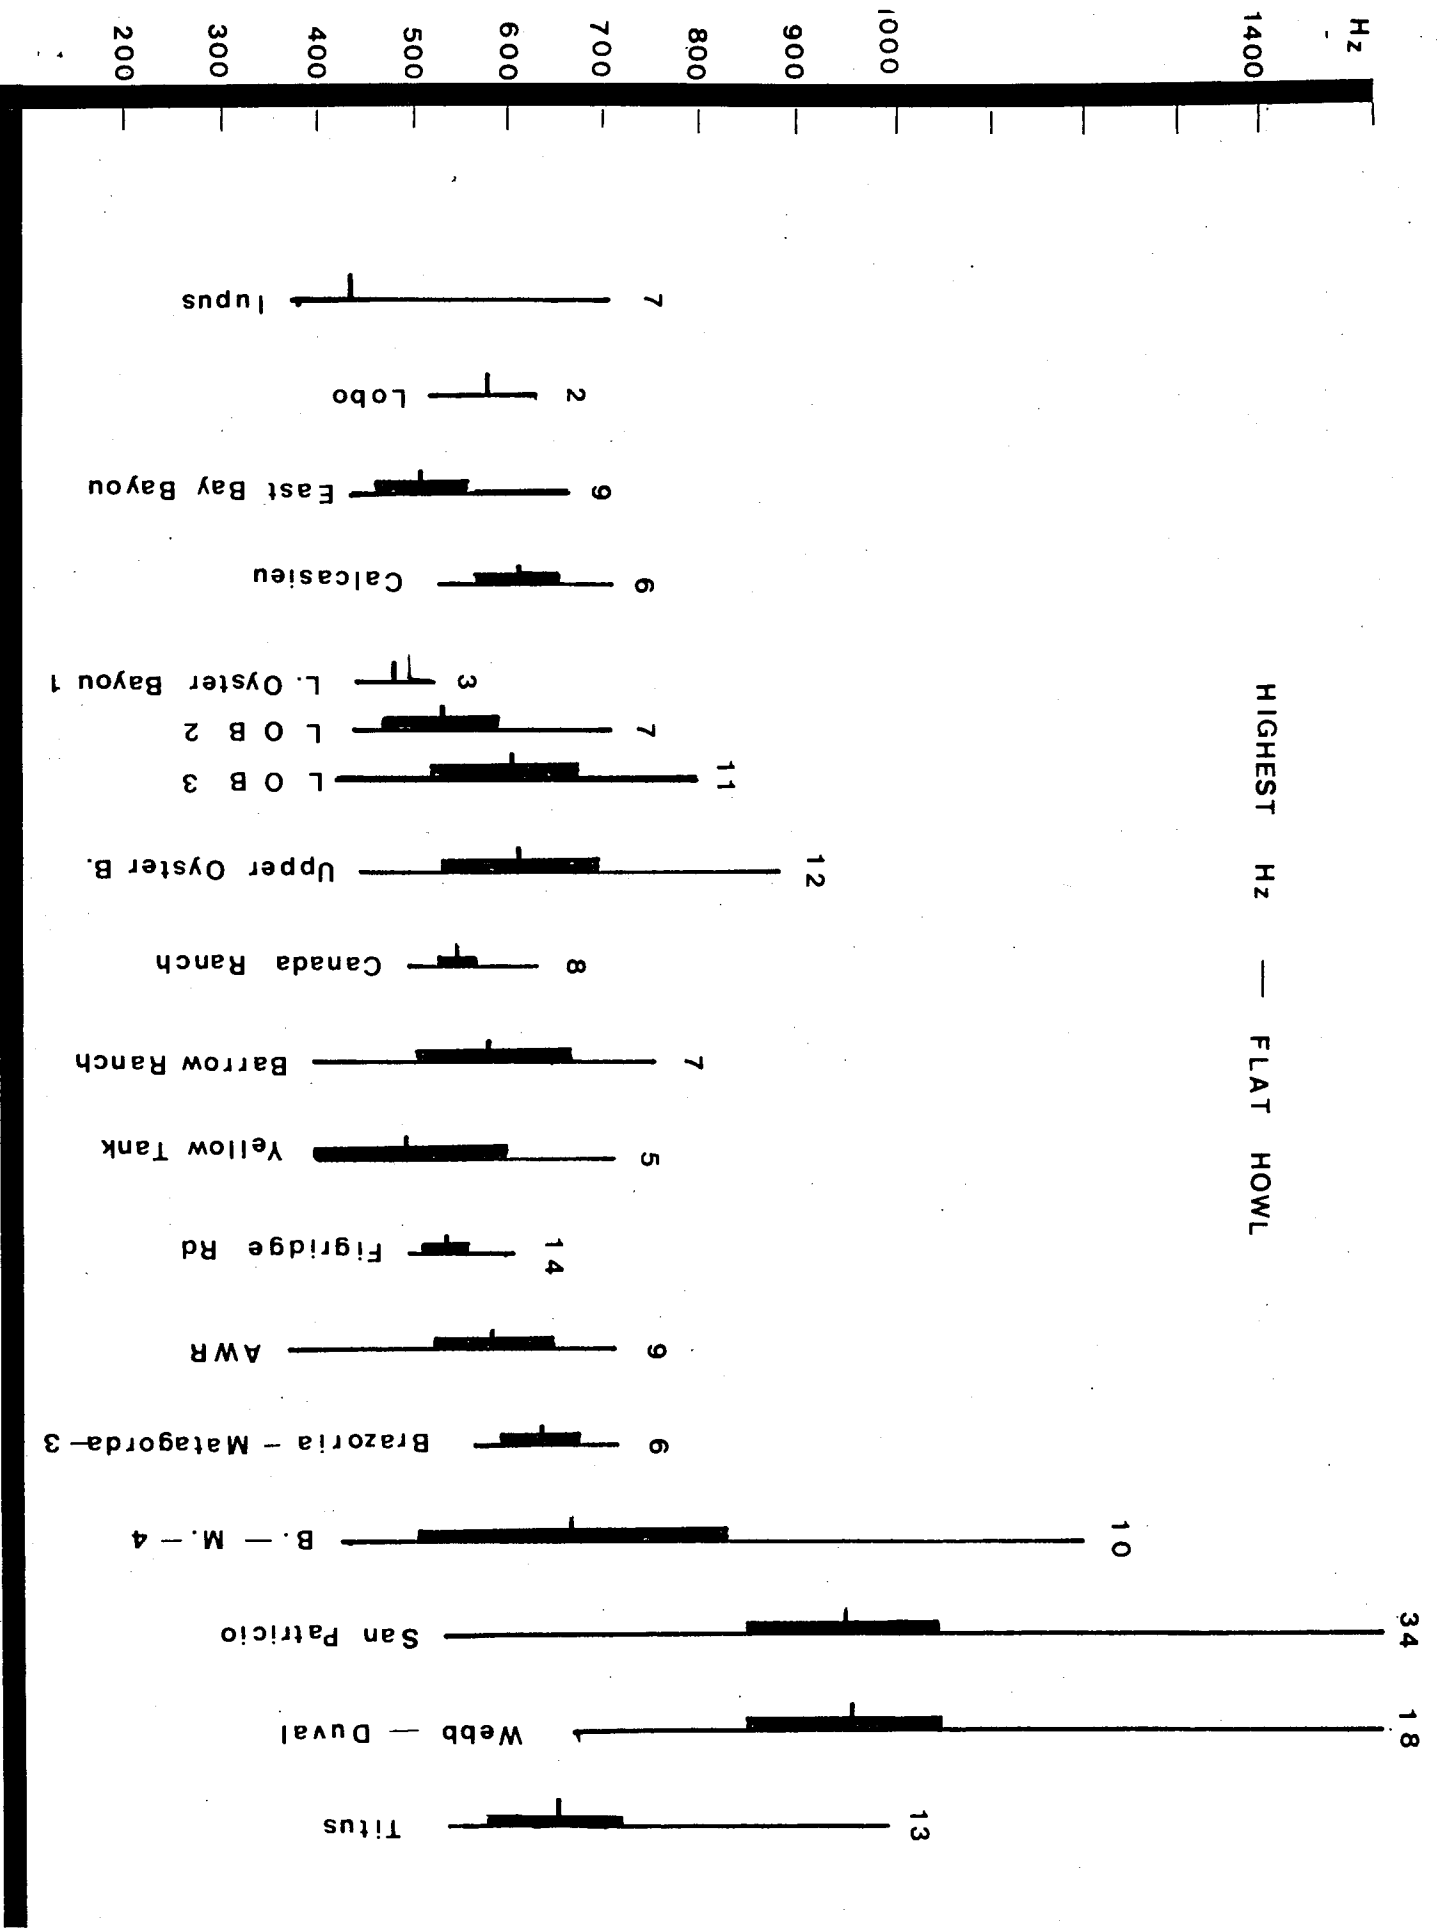 200 300 400 500 600 700 800 900 1000 1400 Hz
lupus 7
Lobo 2
East Bay Bayou 9
Calcasieu 6
L. Oyster Bayou 1 3
L O B 2 7
L O B 3 11
Upper Oyster B. 12
Canada Ranch 8
Barrow Ranch 7
Yellow Tank 5
Figridge Rd 14
AWR 9
Brazoria - Matagorda-3 6
B. - M. - 4 10
San Patricio 34
Webb - Duval 18
Titus 13
HIGHEST Hz - FLAT HOWL